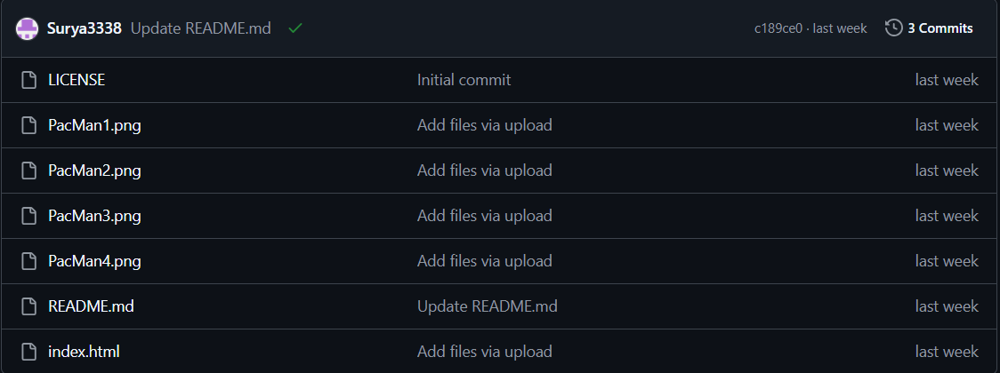 Surya3338 Update README.md c189ce0 · last week 3 Commits
LICENSE Initial commit last week
PacMan1.png Add files via upload last week
PacMan2.png Add files via upload last week
PacMan3.png Add files via upload last week
PacMan4.png Add files via upload last week
README.md Update README.md last week
index.html Add files via upload last week